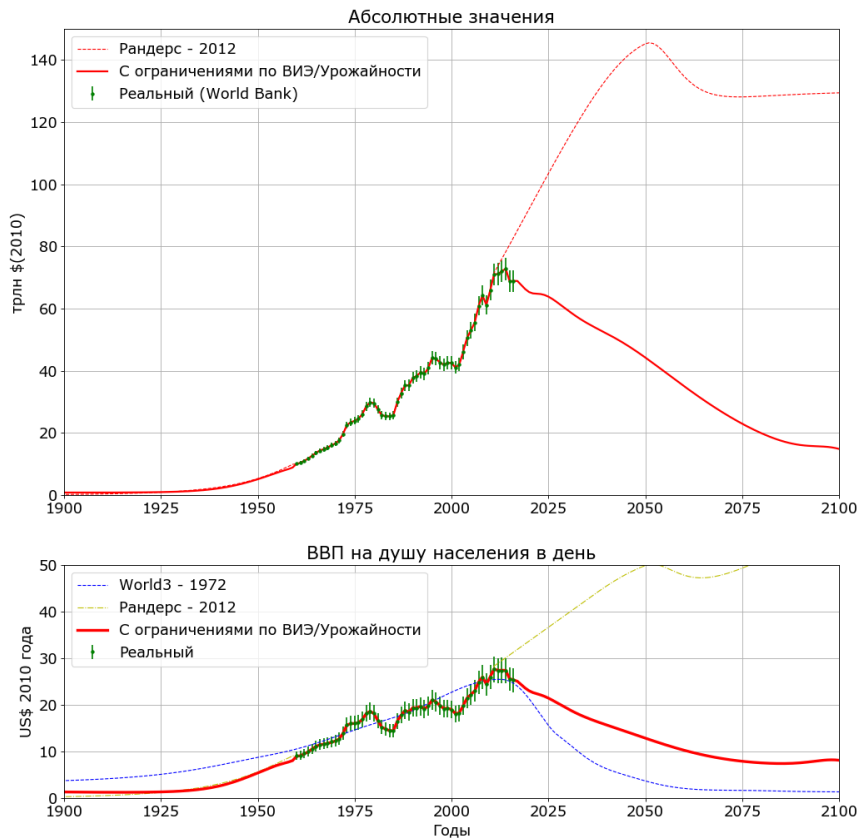 Абсолютные значения
Рандерс - 2012
С ограничениями по ВИЭ/Урожайности
Реальный (World Bank)
трлн $(2010)
140
120
100
80
60
40
20
0
1900 1925 1950 1975 2000 2025 2050 2075 2100
ВВП на душу населения в день
World3 - 1972
Рандерс - 2012
С ограничениями по ВИЭ/Урожайности
Реальный
US$ 2010 года
50
40
30
20
10
0
1900 1925 1950 1975 2000 2025 2050 2075 2100
Годы